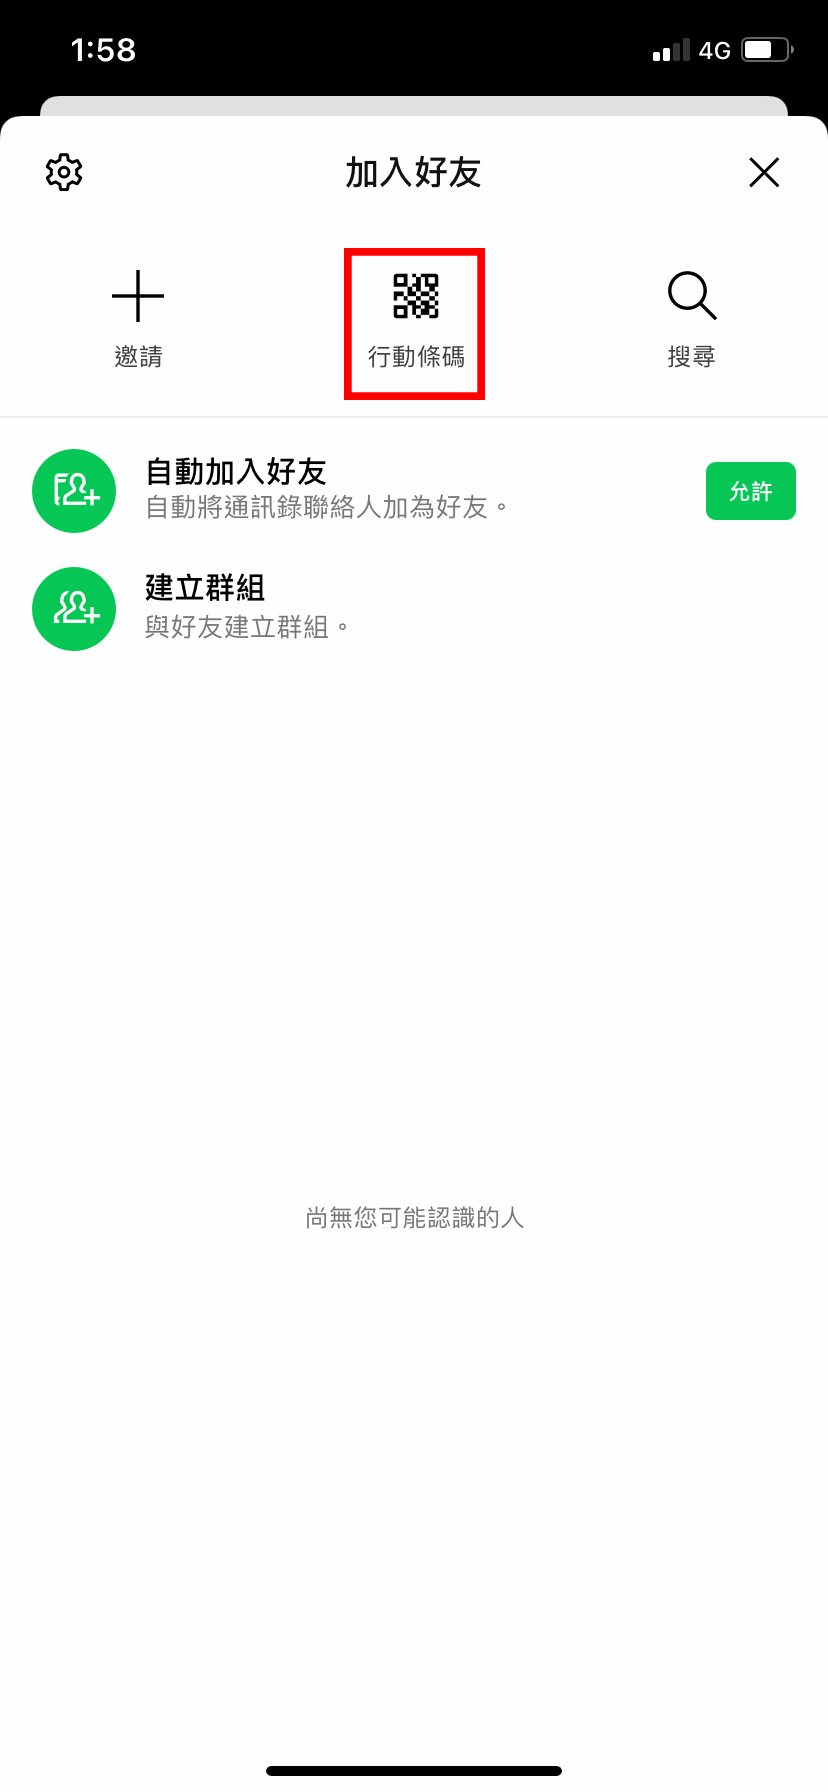 1:58
4G
加入好友
邀請
行動條碼
搜尋
自動加入好友
自動將通訊錄聯絡人加為好友。
允許
建立群組
與好友建立群組。
尚無您可能認識的人